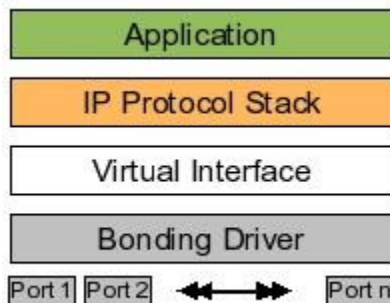 Application
IP Protocol Stack
Virtual Interface
Bonding Driver
Port 1 Port 2 Port n